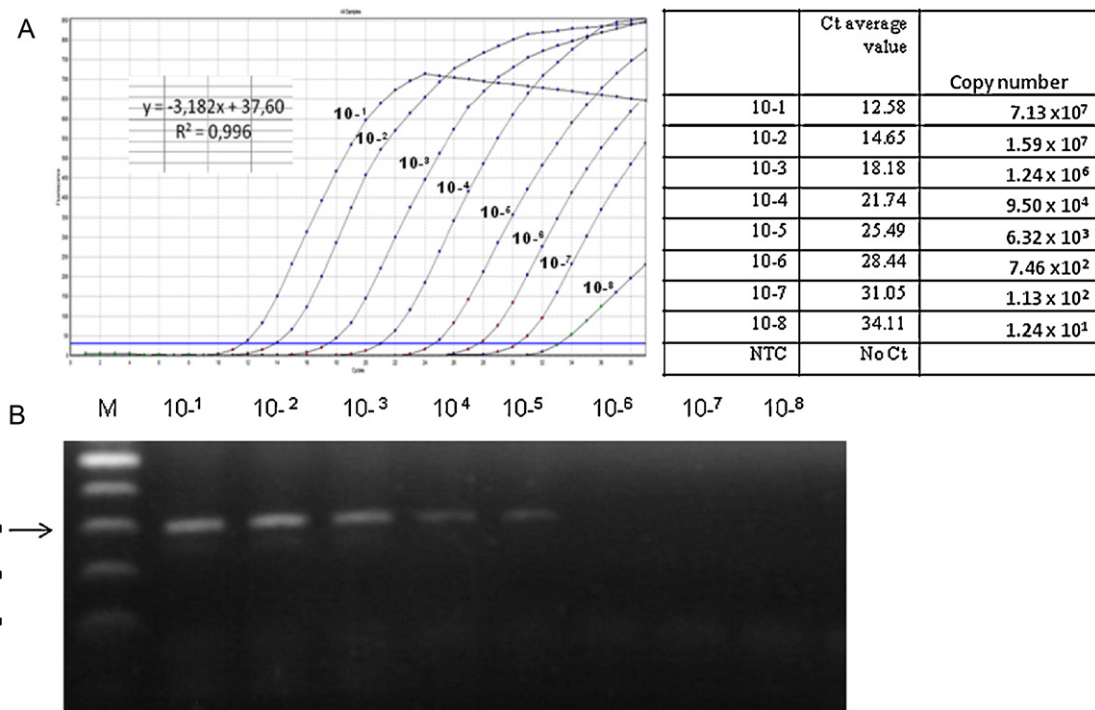 A
All Samples
y = -3,182x + 37,60
R² = 0,996
10-¹
10-²
10-³
10-⁴
10-⁵
10-⁶
10-⁷
10-⁸
Cycles
Ct average value Copy number
10-1 12.58 7.13 x10⁷
10-2 14.65 1.59 x 10⁷
10-3 18.18 1.24 x 10⁶
10-4 21.74 9.50 x 10⁴
10-5 25.49 6.32 x 10³
10-6 28.44 7.46 x10²
10-7 31.05 1.13 x 10²
10-8 34.11 1.24 x 10¹
NTC No Ct
B
M 10-¹ 10-² 10-³ 10⁴ 10-⁵ 10-⁶ 10-⁷ 10-⁸